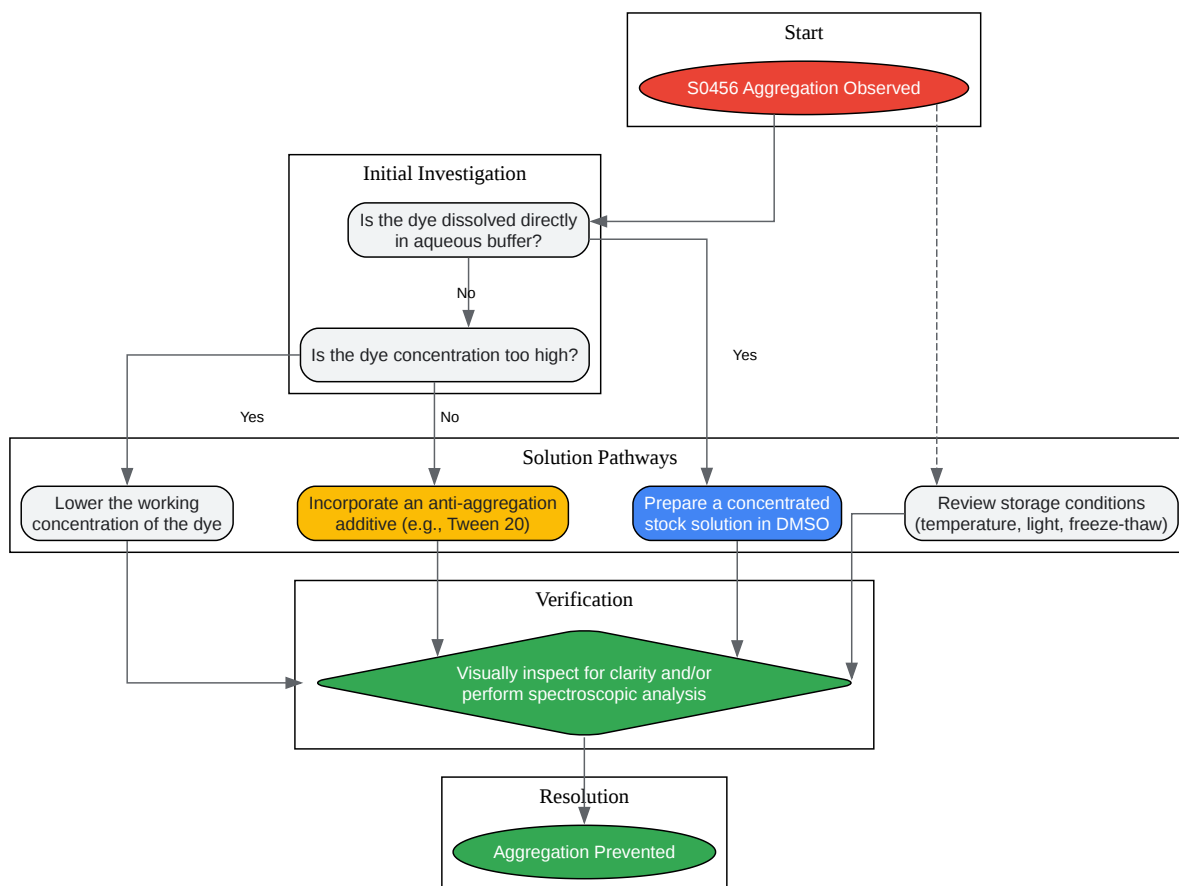 Start
S0456 Aggregation Observed
Initial Investigation
Is the dye dissolved directly
in aqueous buffer?
No
Is the dye concentration too high?
Yes
Yes
No
Solution Pathways
Lower the working
concentration of the dye
Incorporate an anti-aggregation
additive (e.g., Tween 20)
Prepare a concentrated
stock solution in DMSO
Review storage conditions
(temperature, light, freeze-thaw)
Verification
Visually inspect for clarity and/or
perform spectroscopic analysis
Resolution
Aggregation Prevented